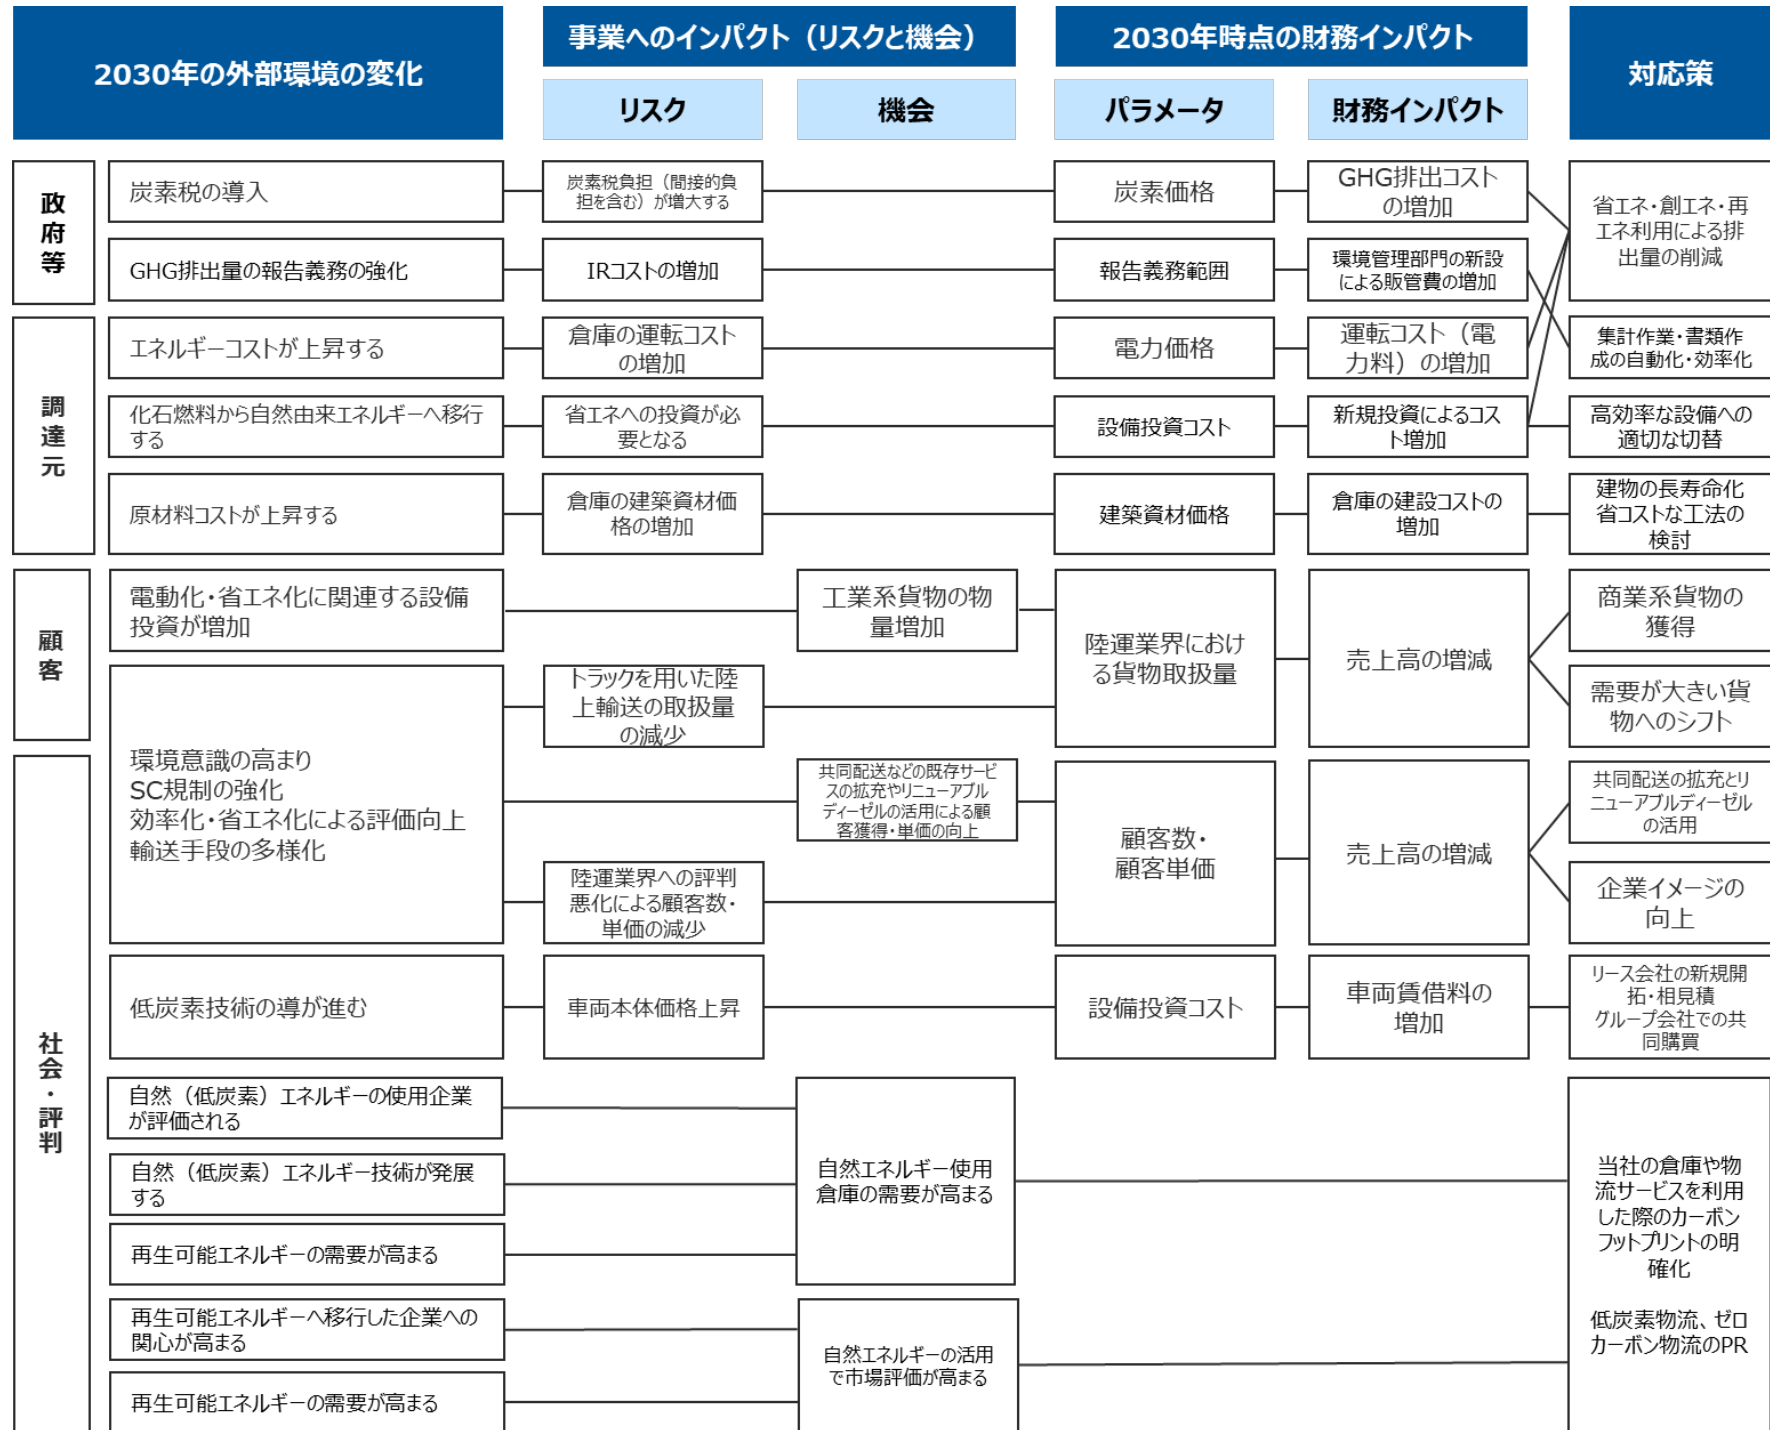 2030年の外部環境の変化
事業へのインパクト（リスクと機会）
2030年時点の財務インパクト
対応策
リスク
機会
パラメータ
財務インパクト
政
府
等
炭素税の導入
炭素税負担（間接的負
担を含む）が増大する
炭素価格
GHG排出コスト
の増加
省エネ・創エネ・再
エネ利用による排
出量の削減
GHG排出量の報告義務の強化
IRコストの増加
報告義務範囲
環境管理部門の新設
による販管費の増加
調
達
元
エネルギーコストが上昇する
倉庫の運転コスト
の増加
電力価格
運転コスト（電
力料）の増加
集計作業・書類作
成の自動化・効率化
化石燃料から自然由来エネルギーへ移行
する
省エネへの投資が必
要となる
設備投資コスト
新規投資によるコス
ト増加
高効率な設備への
適切な切替
原材料コストが上昇する
倉庫の建築資材価
格の増加
建築資材価格
倉庫の建設コストの
増加
建物の長寿命化
省コストな工法の
検討
顧
客
電動化・省エネ化に関連する設備
投資が増加
工業系貨物の物
量増加
陸運業界におけ
る貨物取扱量
売上高の増減
商業系貨物の
獲得
トラックを用いた陸
上輸送の取扱量
の減少
需要が大きい貨
物へのシフト
社
会
・
評
判
環境意識の高まり
SC規制の強化
効率化・省エネ化による評価向上
輸送手段の多様化
共同配送などの既存サービ
スの拡充やリニューアブル
ディーゼルの活用による顧
客獲得・単価の向上
顧客数・
顧客単価
売上高の増減
共同配送の拡充とリ
ニューアブルディーゼル
の活用
陸運業界への評判
悪化による顧客数・
単価の減少
企業イメージの
向上
低炭素技術の導が進む
車両本体価格上昇
設備投資コスト
車両賃借料の
増加
リース会社の新規開
拓・相見積
グループ会社での共
同購買
自然（低炭素）エネルギーの使用企業
が評価される
自然（低炭素）エネルギー技術が発展
する
再生可能エネルギーの需要が高まる
自然エネルギー使用
倉庫の需要が高まる
当社の倉庫や物
流サービスを利用
した際のカーボン
フットプリントの明
確化
低炭素物流、ゼロ
カーボン物流のPR
再生可能エネルギーへ移行した企業への
関心が高まる
再生可能エネルギーの需要が高まる
自然エネルギーの活用
で市場評価が高まる